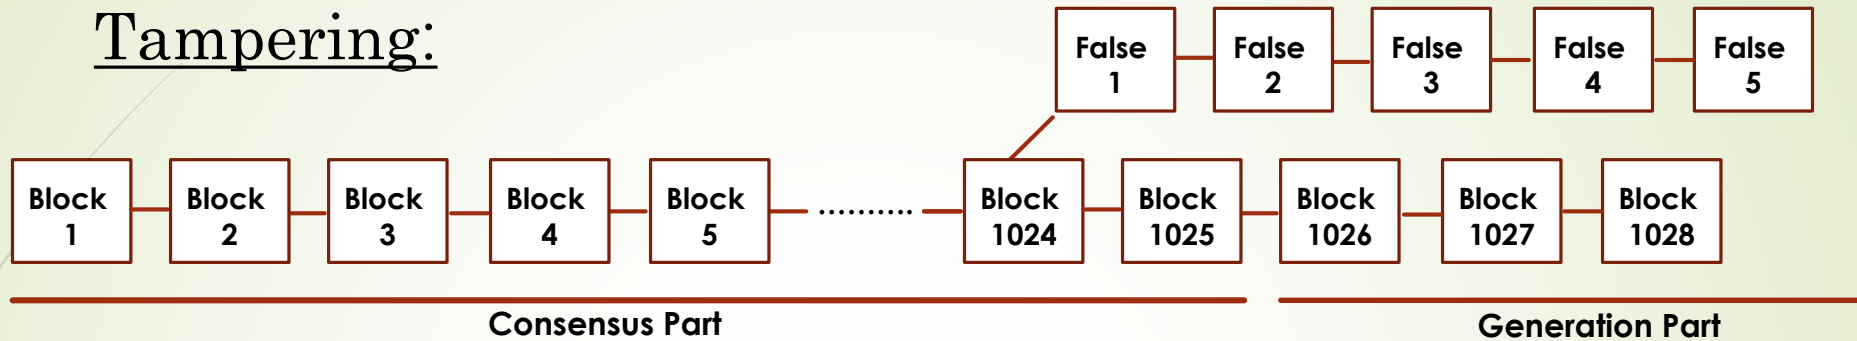 Tampering:
False
1
False
2
False
3
False
4
False
5
Block
1
Block
2
Block
3
Block
4
Block
5
..........
Block
1024
Block
1025
Block
1026
Block
1027
Block
1028
Consensus Part
Generation Part